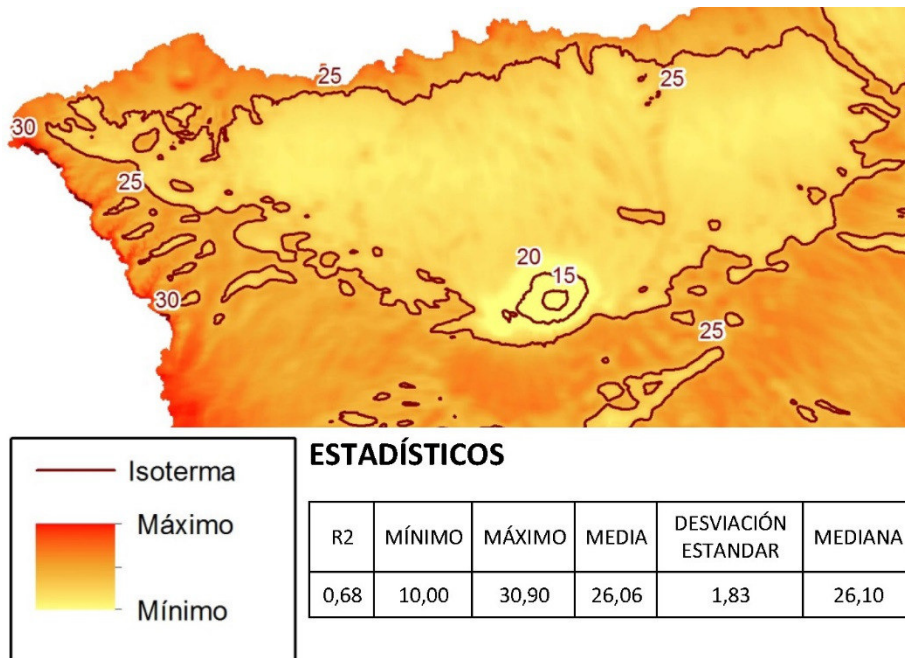 25
25
30
25
20
15
30
25
Isoterma
Máximo
Mínimo
ESTADÍSTICOS
R2 MÍNIMO MÁXIMO MEDIA DESVIACIÓN ESTANDAR MEDIANA
0,68 10,00 30,90 26,06 1,83 26,10